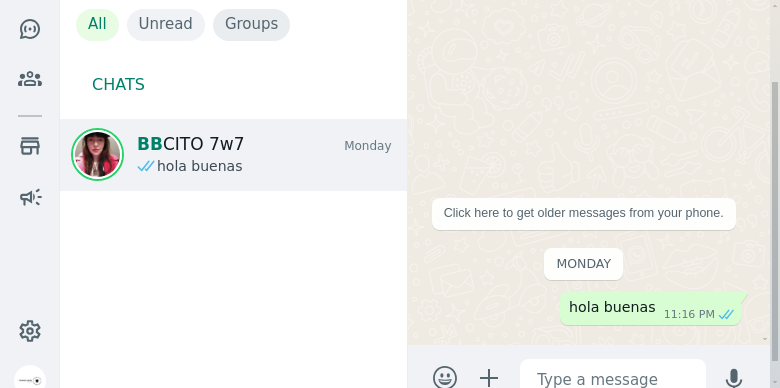 All Unread Groups
CHATS
BBCITO 7w7 Monday
hola buenas
Click here to get older messages from your phone.
MONDAY
hola buenas 11:16 PM
Type a message